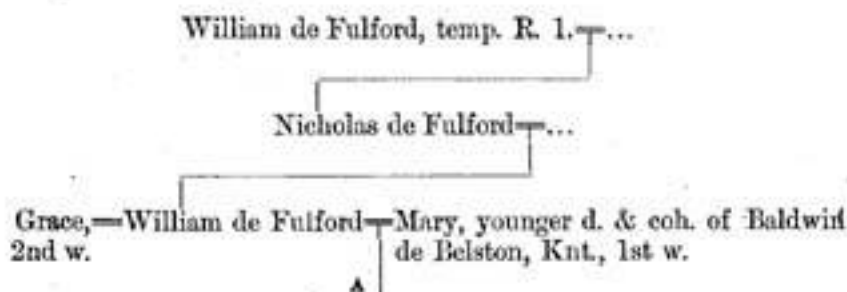 William de Fulford, temp. R. 1.=...
Nicholas de Fulford=...
Grace,=William de Fulford=Mary, younger d. & coh. of Baldwin
2nd w. de Belston, Knt., 1st w.
A